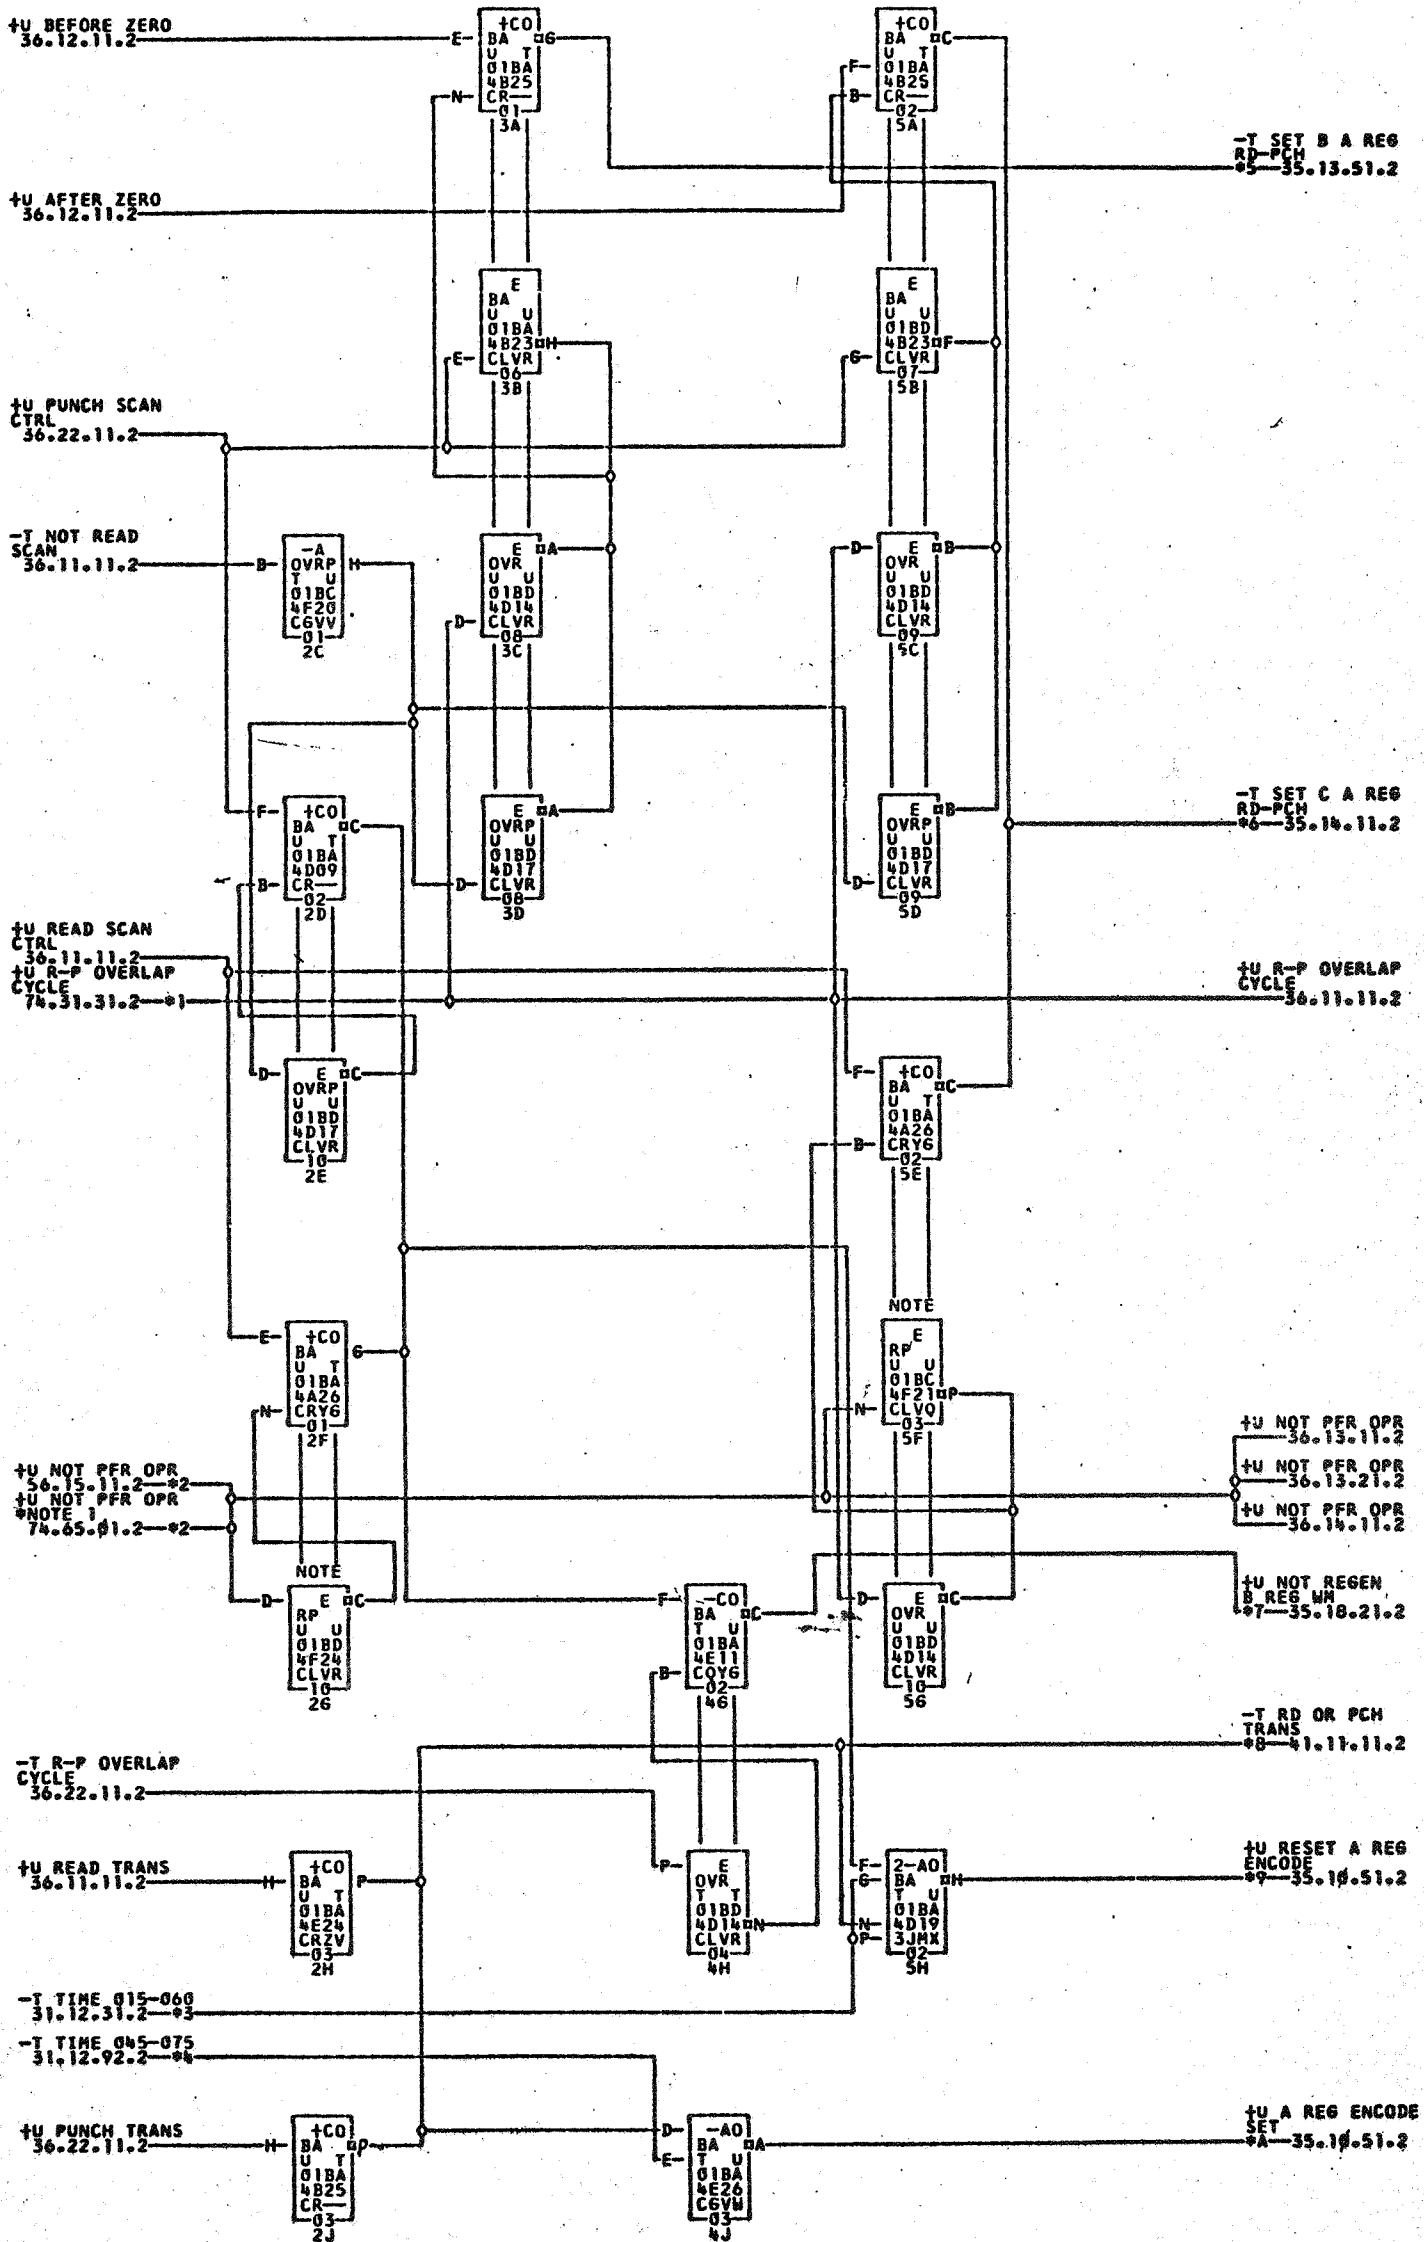 +U BEFORE ZERO
36.12.11.2
E
+CO
BA G
U T
01BA
4B25
N
CR—
01
3A
+CO
BA C
U T
F
01BA
4B25
B
CR—
02
5A
-T SET B A REG
RD-PCH
*5—35.13.51.2
+U AFTER ZERO
36.12.11.2
E
BA
U U
01BA
4B23 H
E
CLVR
06
3B
E
BA
U U
01BD
4B23 F
G
CLVR
07
5B
+U PUNCH SCAN
CTRL
36.22.11.2
-T NOT READ
SCAN
36.11.11.2
B
-A
OVRP H
T U
01BC
4F20
CGVV
01
2C
E A
OVR
U U
01BD
4D14
D
CLVR
08
3C
D
E B
OVR
U U
01BD
4D14
CLVR
09
5C
F
+CO
BA C
U T
01BA
4D09
B
CR—
02
2D
E A
OVRP
U U
01BD
4D17
D
CLVR
08
3D
E B
OVRP
U U
01BD
4D17
D
CLVR
09
5D
-T SET C A REG
RD-PCH
*6—35.14.11.2
+U READ SCAN
CTRL
36.11.11.2
+U R-P OVERLAP
CYCLE
74.31.31.2—*1
+U R-P OVERLAP
CYCLE
36.11.11.2
D
E C
OVRP
U U
01BD
4D17
CLVR
10
2E
F
+CO
BA C
U T
01BA
4A26
B
CRYG
02
5E
E
+CO
BA G
U T
01BA
4A26
N
CRYG
01
2F
NOTE
E
RP
U U
01BC
4F21 P
N
CLVQ
03
5F
+U NOT PFR OPR
56.15.11.2—*2
+U NOT PFR OPR
*NOTE 1
74.65.01.2—*2
+U NOT PFR OPR
36.13.11.2
+U NOT PFR OPR
36.13.21.2
+U NOT PFR OPR
36.14.11.2
NOTE
D
E C
RP
U U
01BD
4F24
CLVR
10
2G
F
-CO
BA C
T U
01BA
4E11
B
CQYG
02
4G
D
E C
OVR
U U
01BD
4D14
CLVR
10
5G
+U NOT REGEN
B REG WM
*7—35.18.21.2
-T RD OR PCH
TRANS
*8—41.11.11.2
-T R-P OVERLAP
CYCLE
36.22.11.2
+U READ TRANS
36.11.11.2
H
+CO
BA P
U T
01BA
4E24
CRZV
03
2H
P
E
OVR
T T
01BD
4D14 N
CLVR
04
4H
F
2-AO
G
BA H
T U
01BA
N
4D19
P
3JMX
02
5H
+U RESET A REG
ENCODE
*9—35.10.51.2
-T TIME 015-060
31.12.31.2—*3
-T TIME 045-075
31.12.92.2—*4
+U PUNCH TRANS
36.22.11.2
H
+CO
BA P
U T
01BA
4B25
CR—
03
2J
D
-AO
BA A
E
T U
01BA
4E26
CGVW
03
4J
+U A REG ENCODE
SET
*A—35.10.51.2